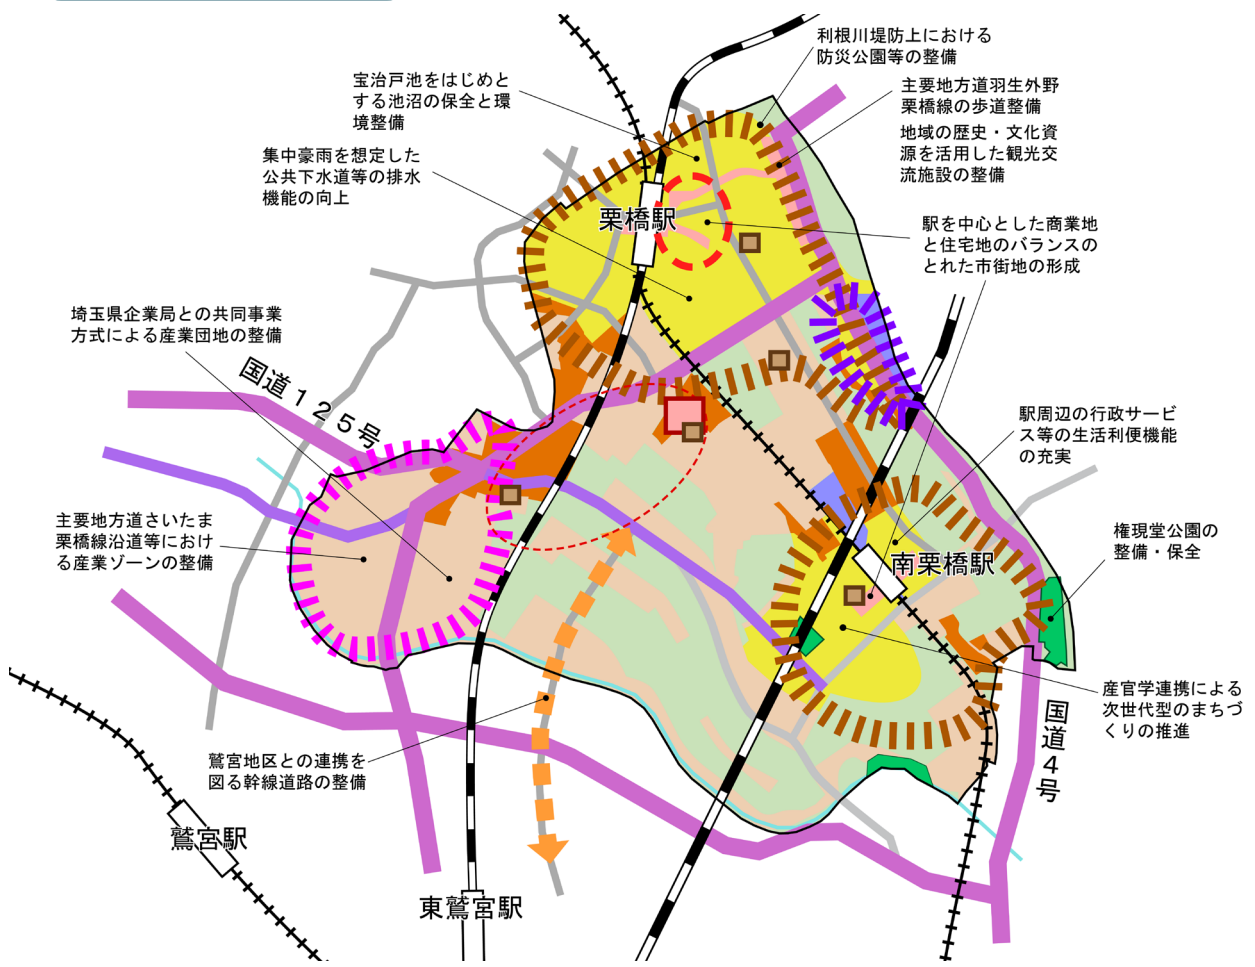 利根川堤防上における
防災公園等の整備
宝治戸池をはじめと
する池沼の保全と環
境整備
主要地方道羽生外野
栗橋線の歩道整備
地域の歴史・文化資
源を活用した観光交
流施設の整備
集中豪雨を想定した
公共下水道等の排水
機能の向上
栗橋駅
駅を中心とした商業地
と住宅地のバランスの
とれた市街地の形成
埼玉県企業局との共同事業
方式による産業団地の整備
国道１２５号
駅周辺の行政サービ
ス等の生活利便機能
の充実
主要地方道さいたま
栗橋線沿道等におけ
る産業ゾーンの整備
権現堂公園の
整備・保全
南栗橋駅
産官学連携による
次世代型のまちづ
くりの推進
国道４号
鷲宮地区との連携を
図る幹線道路の整備
鷲宮駅
東鷲宮駅